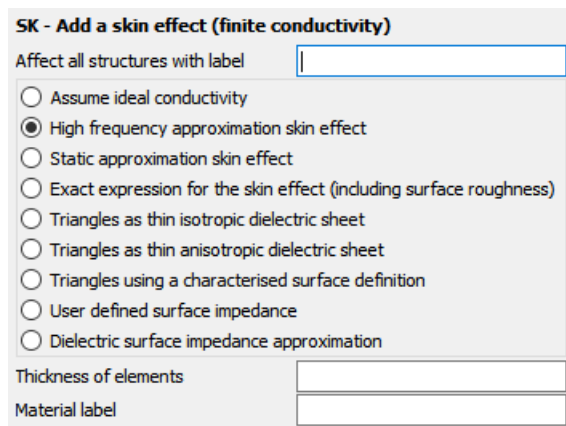 SK - Add a skin effect (finite conductivity)
Affect all structures with label
Assume ideal conductivity
High frequency approximation skin effect
Static approximation skin effect
Exact expression for the skin effect (including surface roughness)
Triangles as thin isotropic dielectric sheet
Triangles as thin anisotropic dielectric sheet
Triangles using a characterised surface definition
User defined surface impedance
Dielectric surface impedance approximation
Thickness of elements
Material label